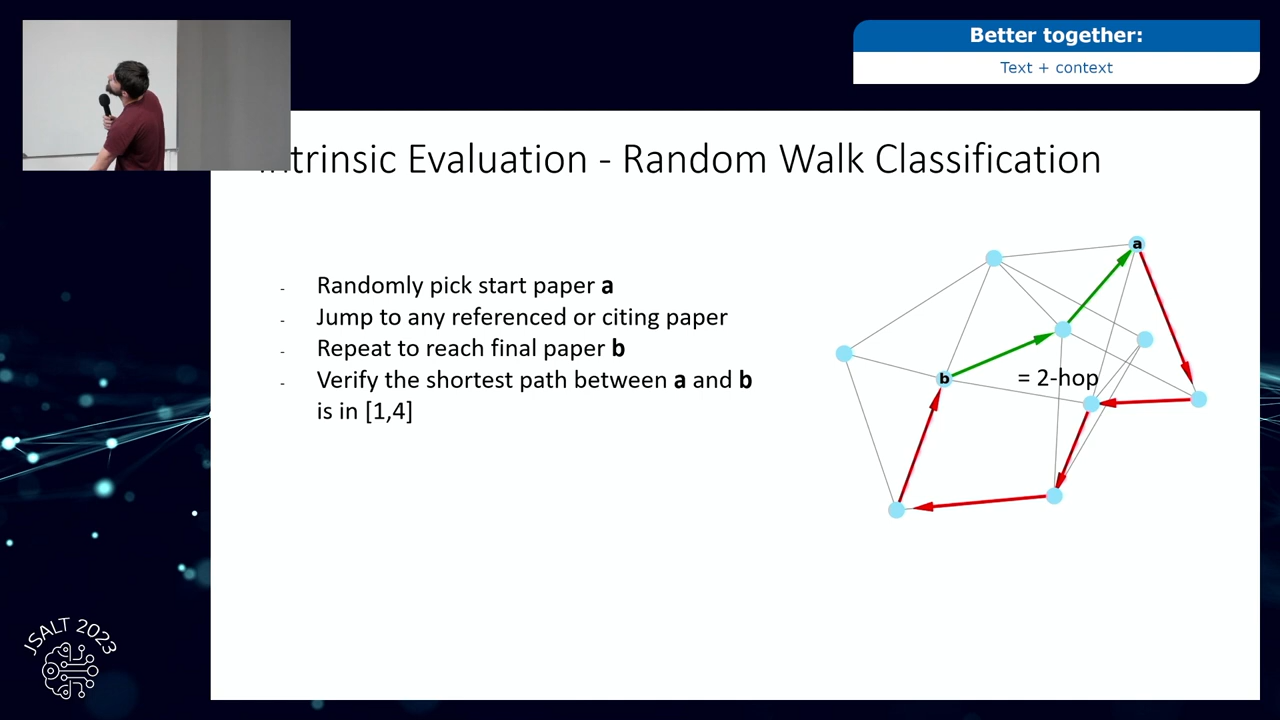 Better together:
Text + context
Intrinsic Evaluation - Random Walk Classification
- Randomly pick start paper a
- Jump to any referenced or citing paper
- Repeat to reach final paper b
- Verify the shortest path between a and b
is in [1,4]
a
b
= 2-hop
JSALT 2023